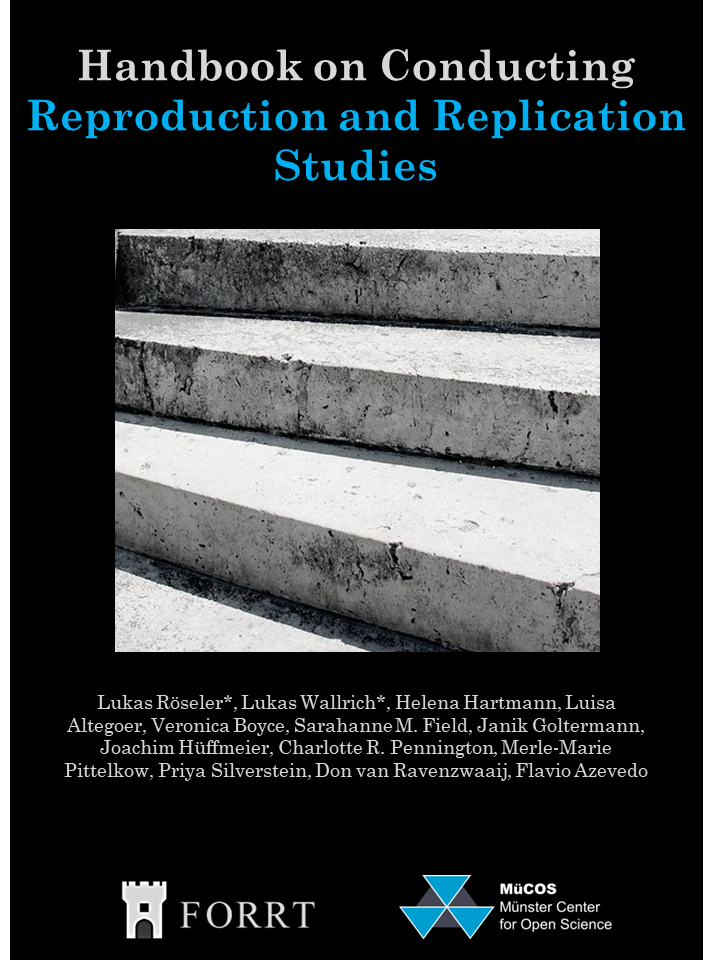 Handbook on Conducting
Reproduction and Replication
Studies
Lukas Röseler*, Lukas Wallrich*, Helena Hartmann, Luisa
Altegoer, Veronica Boyce, Sarahanne M. Field, Janik Goltermann,
Joachim Hüffmeier, Charlotte R. Pennington, Merle-Marie
Pittelkow, Priya Silverstein, Don van Ravenzwaaij, Flavio Azevedo
FORRT
MüCOS
Münster Center
for Open Science